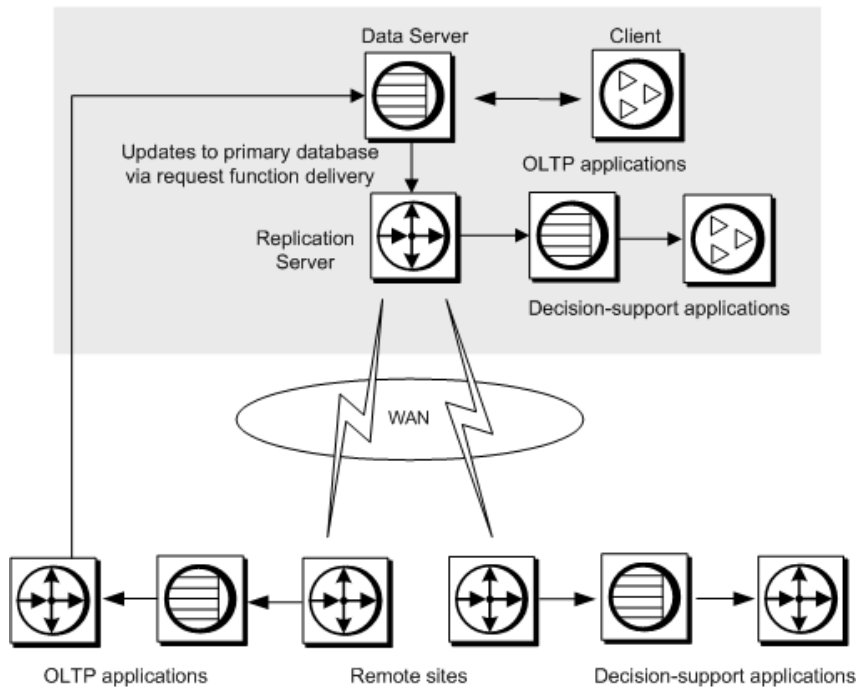 Data Server
Client
Updates to primary database
via request function delivery
OLTP applications
Replication
Server
Decision-support applications
WAN
OLTP applications
Remote sites
Decision-support applications